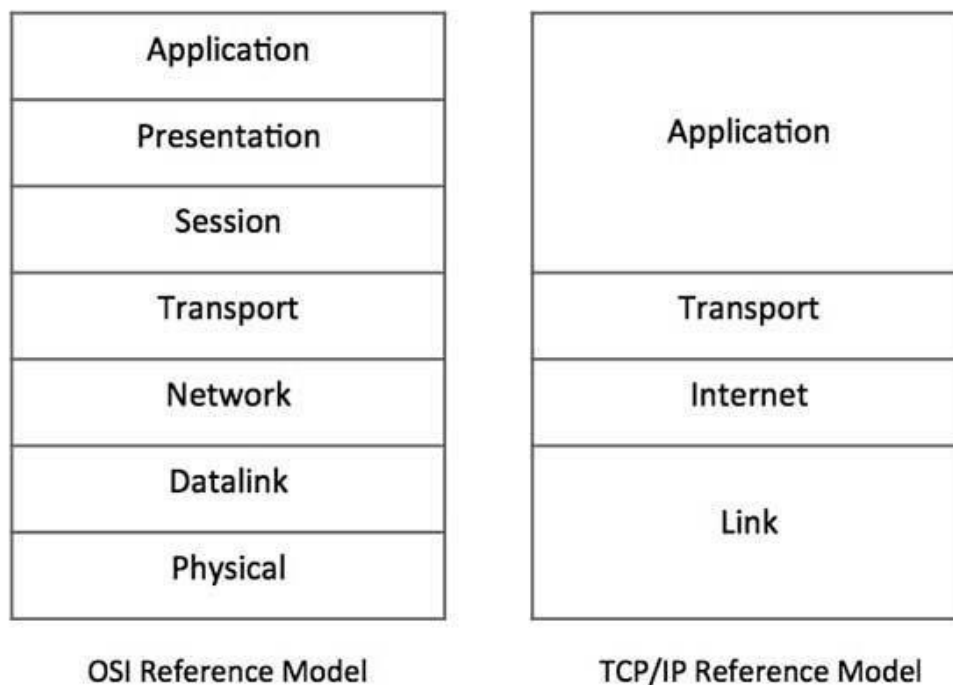 Application
Presentation
Session
Transport
Network
Datalink
Physical
OSI Reference Model
Application
Transport
Internet
Link
TCP/IP Reference Model